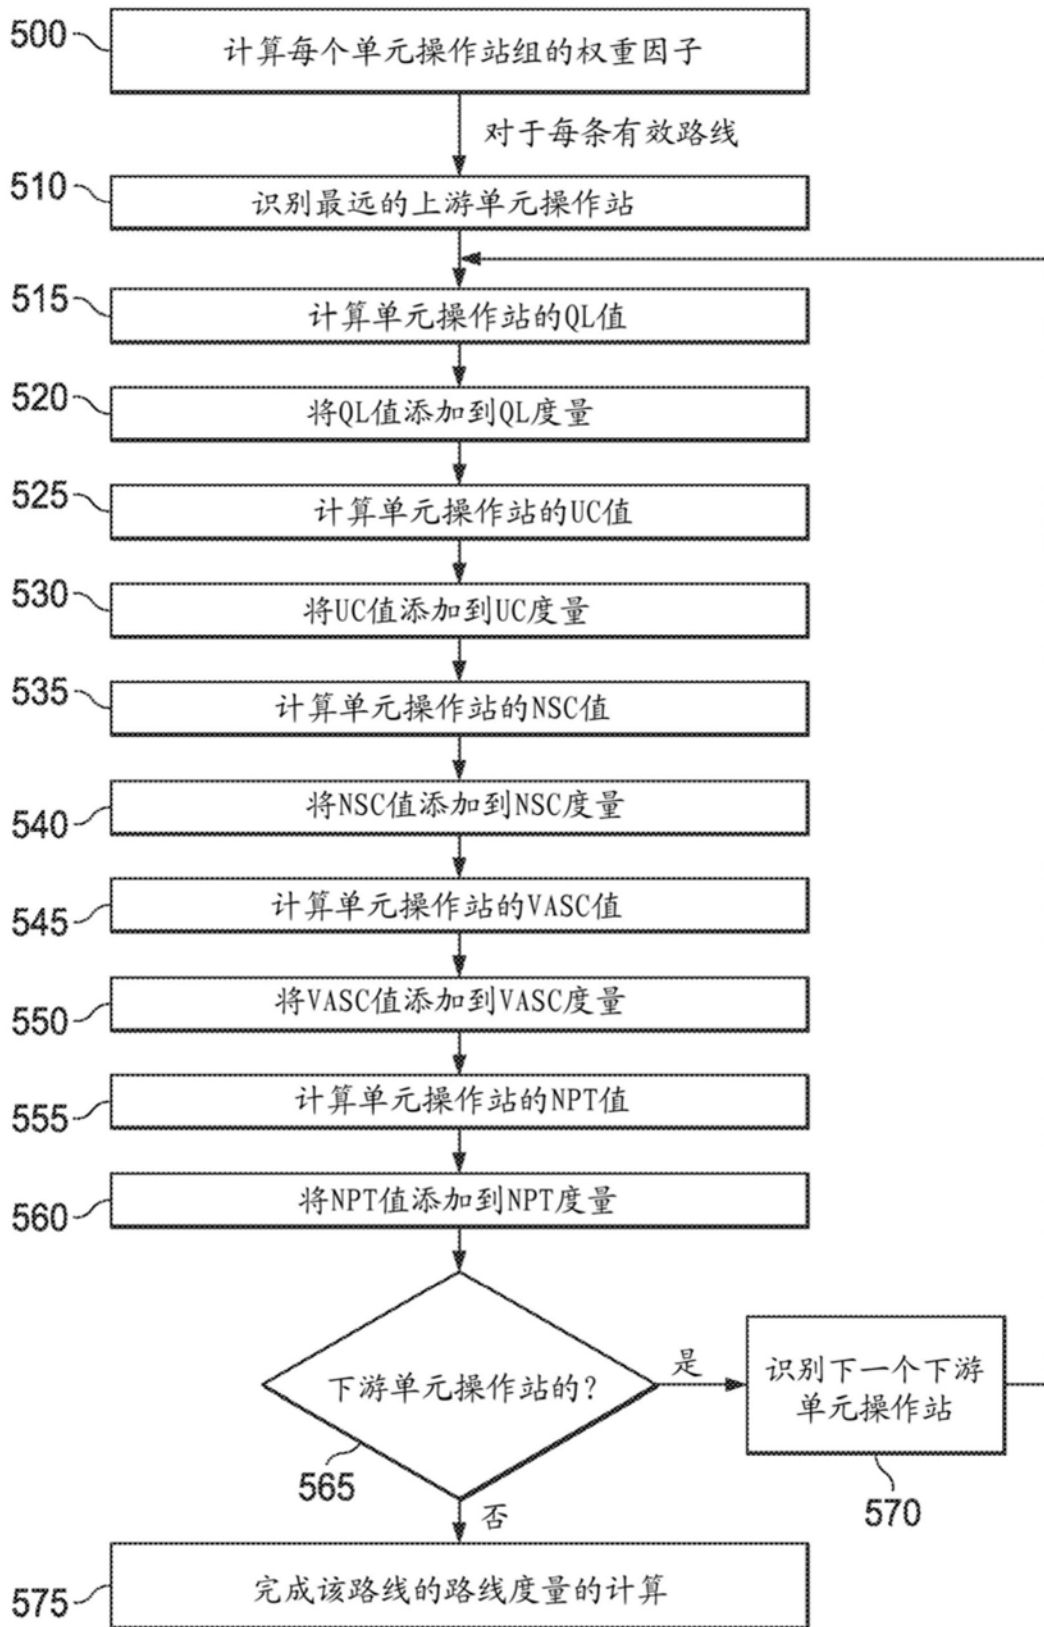 500
计算每个单元操作站组的权重因子
对于每条有效路线
510
识别最远的上游单元操作站
515
计算单元操作站的QL值
520
将QL值添加到QL度量
525
计算单元操作站的UC值
530
将UC值添加到UC度量
535
计算单元操作站的NSC值
540
将NSC值添加到NSC度量
545
计算单元操作站的VASC值
550
将VASC值添加到VASC度量
555
计算单元操作站的NPT值
560
将NPT值添加到NPT度量
下游单元操作站的?
565
是
识别下一个下游
单元操作站
570
否
575
完成该路线的路线度量的计算